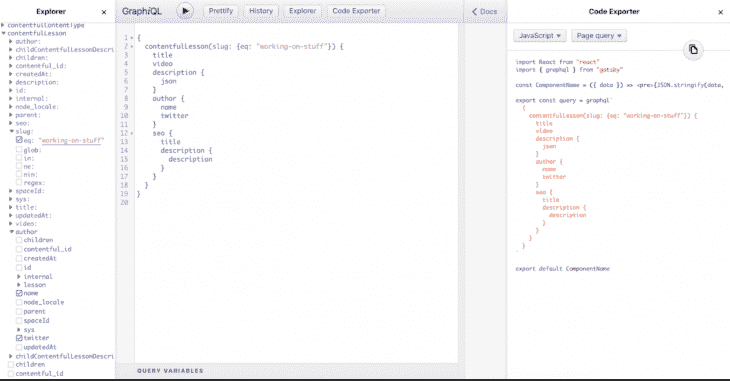 Explorer
×
contentfulContentType
contentfulLesson
author:
childContentfulLessonDescri
children:
contentful_id:
createdAt:
description:
id:
internal:
node_locale:
parent:
seo:
slug:
eq: "working-on-stuff"
glob:
in:
ne:
nin:
regex:
spaceId:
sys:
title:
updatedAt:
video:
author
children
contentful_id
createdAt
id
internal
lesson
name
node_locale
parent
spaceId
sys
twitter
updatedAt
childContentfulLessonDescri
children
contentful_id
GraphiQL
Prettify
History
Explorer
Code Exporter
Docs
1 {
2 contentfulLesson(slug: {eq: "working-on-stuff"}) {
3 title
4 video
5 description {
6 json
7 }
8 author {
9 name
10 twitter
11 }
12 seo {
13 title
14 description {
15 description
16 }
17 }
18 }
19 }
20
QUERY VARIABLES
Code Exporter
×
JavaScript
Page query
import React from "react"
import { graphql } from "gatsby"
const ComponentName = ({ data }) => <pre>{JSON.stringify(data,
export const query = graphql`
{
contentfulLesson(slug: {eq: "working-on-stuff"}) {
title
video
description {
json
}
author {
name
twitter
}
seo {
title
description {
description
}
}
}
}
`
export default ComponentName